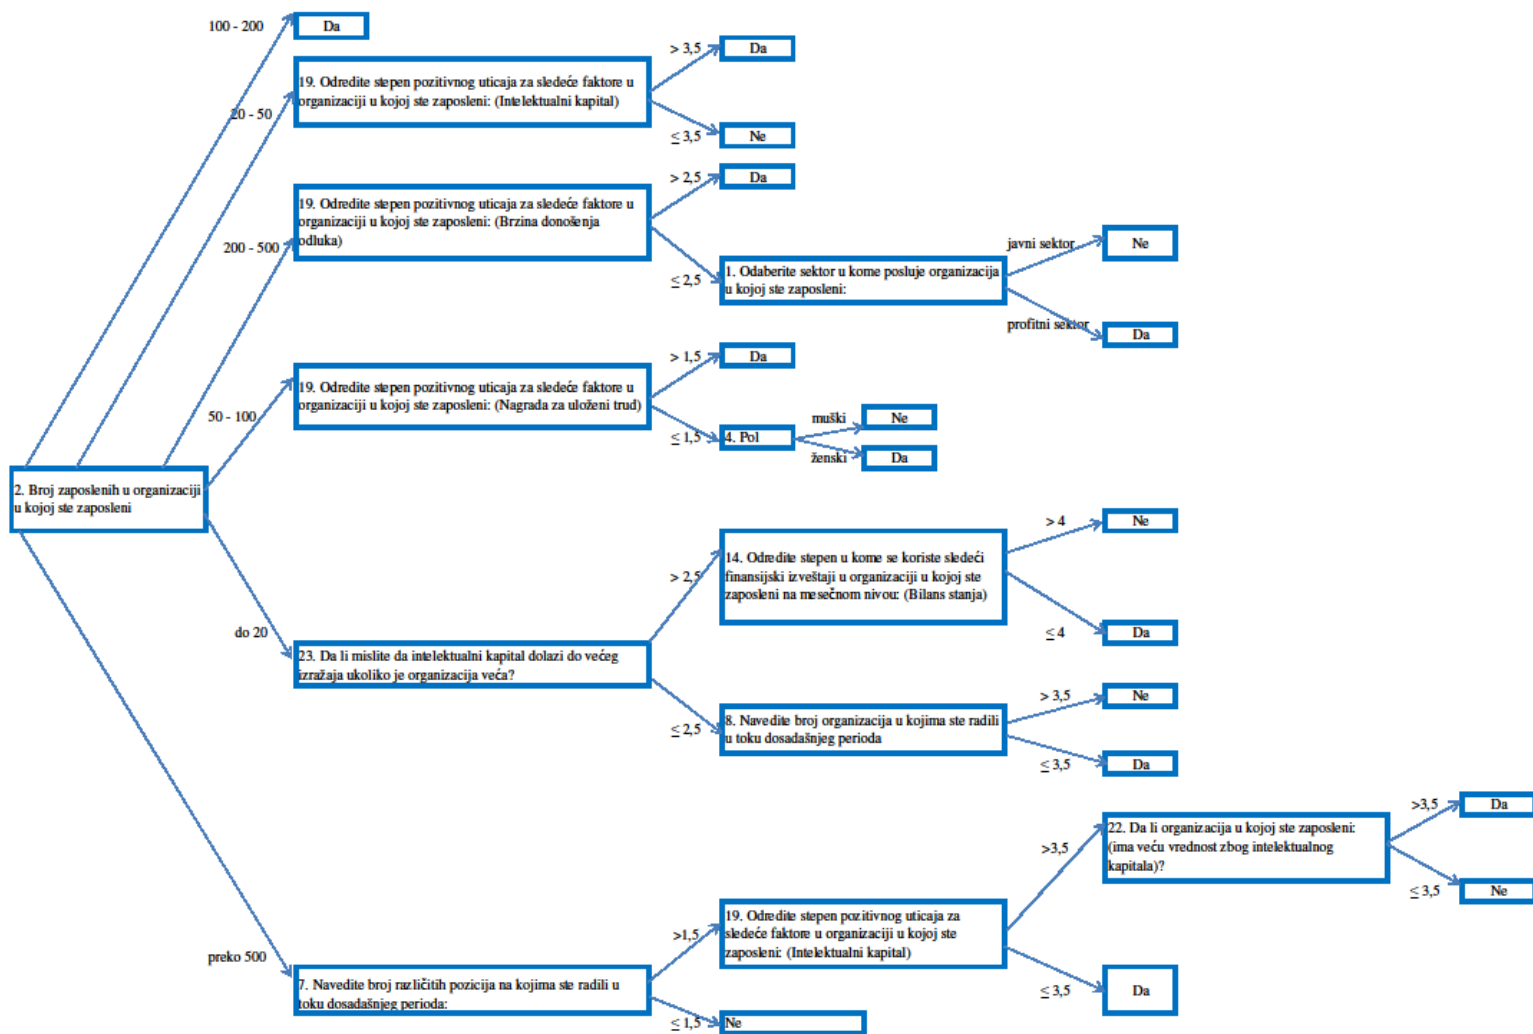 100 - 200
Da
19. Odredite stepen pozitivnog uticaja za sledeće faktore u
organizaciji u kojoj ste zaposleni: (Intelektualni kapital)
20 - 50
> 3,5
Da
≤ 3,5
Ne
19. Odredite stepen pozitivnog uticaja za sledeće faktore u
organizaciji u kojoj ste zaposleni: (Brzina donošenja
odluka)
200 - 500
> 2,5
Da
≤ 2,5
1. Odaberite sektor u kome posluje organizacija
u kojoj ste zaposleni:
javni sektor
Ne
profitni sektor
Da
19. Odredite stepen pozitivnog uticaja za sledeće faktore u
organizaciji u kojoj ste zaposleni: (Nagrada za uloženi trud)
50 - 100
> 1,5
Da
≤ 1,5
4. Pol
muški
Ne
ženski
Da
2. Broj zaposlenih u organizaciji
u kojoj ste zaposleni
do 20
23. Da li mislite da intelektualni kapital dolazi do većeg
izražaja ukoliko je organizacija veća?
> 2,5
14. Odredite stepen u kome se koriste sledeći
finansijski izveštaji u organizaciji u kojoj ste
zaposleni na mesečnom nivou: (Bilans stanja)
> 4
Ne
≤ 4
Da
≤ 2,5
8. Navedite broj organizacija u kojima ste radili
u toku dosadašnjeg perioda
> 3,5
Ne
≤ 3,5
Da
preko 500
7. Navedite broj različitih pozicija na kojima ste radili u
toku dosadašnjeg perioda:
>1,5
19. Odredite stepen pozitivnog uticaja za
sledeće faktore u organizaciji u kojoj ste
zaposleni: (Intelektualni kapital)
>3,5
22. Da li organizacija u kojoj ste zaposleni:
(ima veću vrednost zbog intelektualnog
kapitala)?
>3,5
Da
≤ 3,5
Ne
≤ 3,5
Da
≤ 1,5
Ne